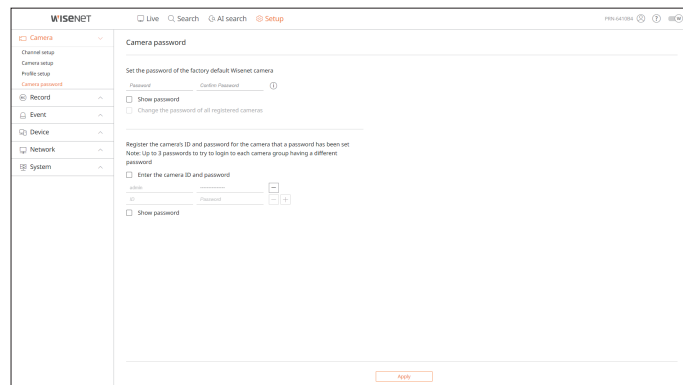 WISENET
Live Search AI search Setup
PRN-6410B4
Camera
Channel setup
Camera setup
Profile setup
Camera password
Record
Event
Device
Network
System
Camera password
Set the password of the factory default Wisenet camera
Password Confirm Password
Show password
Change the password of all registered cameras
Register the camera's ID and password for the camera that a password has been set
Note: Up to 3 passwords to try to login to each camera group having a different
password
Enter the camera ID and password
admin
ID Password
Show password
Apply